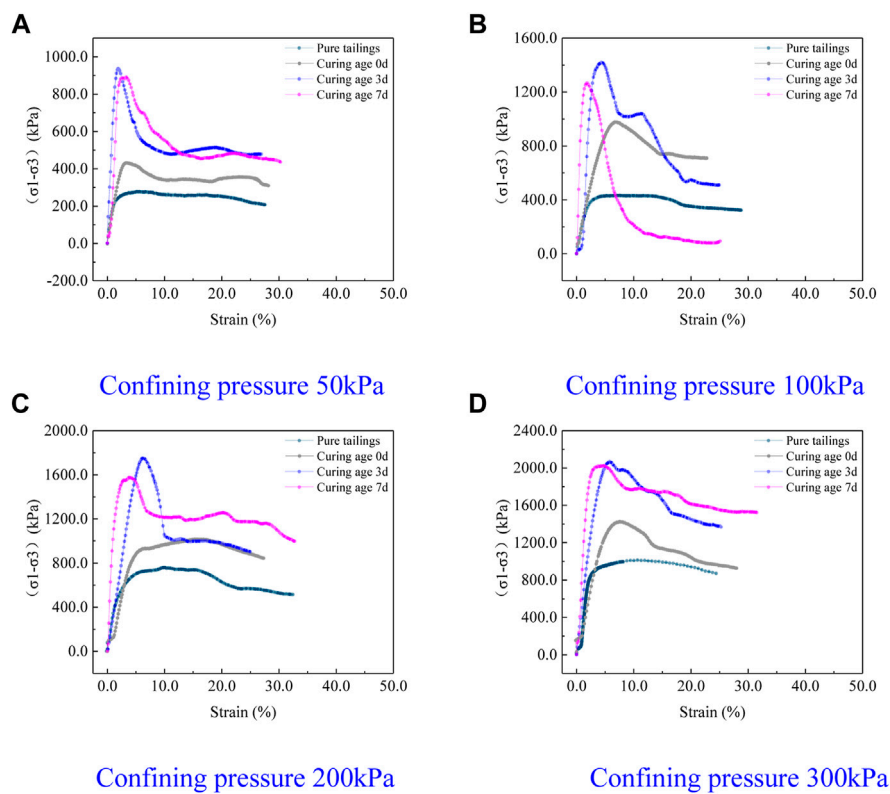 A
1000.0
800.0
600.0
400.0
200.0
0.0
-200.0
(σ1-σ3) (kPa)
Pure tailings
Curing age 0d
Curing age 3d
Curing age 7d
0.0 10.0 20.0 30.0 40.0 50.0
Strain (%)
Confining pressure 50kPa
B
1600.0
1200.0
800.0
400.0
0.0
(σ1-σ3) (kPa)
Pure tailings
Curing age 0d
Curing age 3d
Curing age 7d
0.0 10.0 20.0 30.0 40.0 50.0
Strain (%)
Confining pressure 100kPa
C
2000.0
1600.0
1200.0
800.0
400.0
0.0
(σ1-σ3) (kPa)
Pure tailings
Curing age 0d
Curing age 3d
Curing age 7d
0.0 10.0 20.0 30.0 40.0 50.0
Strain (%)
Confining pressure 200kPa
D
2400.0
2000.0
1600.0
1200.0
800.0
400.0
0.0
(σ1-σ3) (kPa)
Pure tailings
Curing age 0d
Curing age 3d
Curing age 7d
0.0 10.0 20.0 30.0 40.0 50.0
Strain (%)
Confining pressure 300kPa